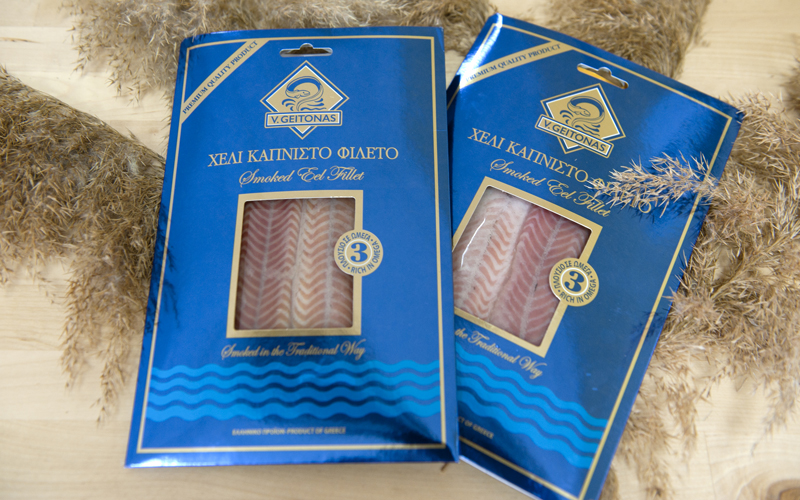 PREMIUM QUALITY PRODUCT
V. GEITONAS
ΧΕΛΙ ΚΑΠΝΙΣΤΟ ΦΙΛΕΤΟ
Smoked Eel Fillet
ΠΛΟΥΣΙΟ ΣΕ ΩΜΕΓΑ
3
RICH IN OMEGA
Smoked in the Traditional Way
ΕΛΛΗΝΙΚΟ ΠΡΟΪΟΝ - PRODUCT OF GREECE
PREMIUM QUALITY PRODUCT
V. GEITONAS
ΧΕΛΙ ΚΑΠΝΙΣΤΟ ΦΙΛΕΤΟ
Smoked Eel Fillet
ΠΛΟΥΣΙΟ ΣΕ ΩΜΕΓΑ
3
RICH IN OMEGA
the Traditional Way
PRODUCT OF GREECE